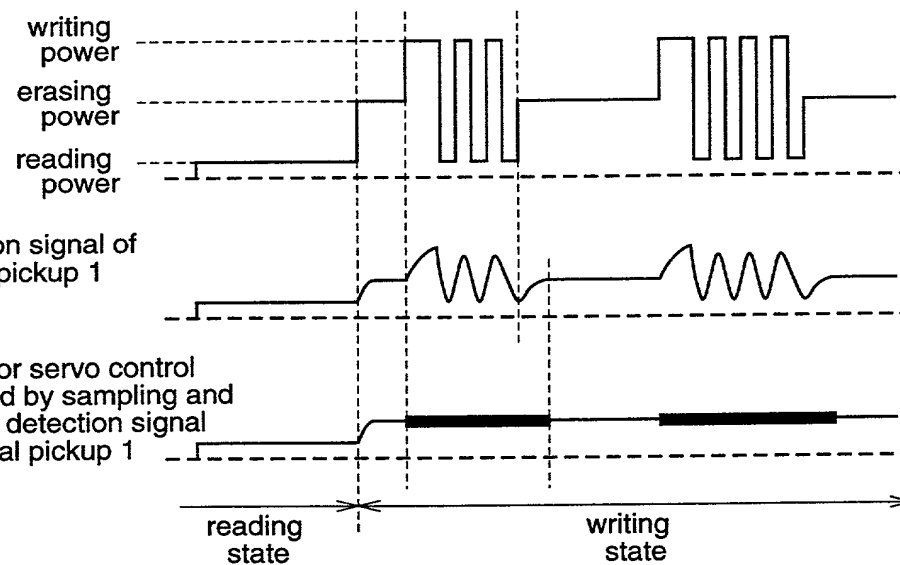 writing
power
erasing
power
reading
power
on signal of
pickup 1
or servo control
d by sampling and
detection signal
al pickup 1
reading
state
writing
state